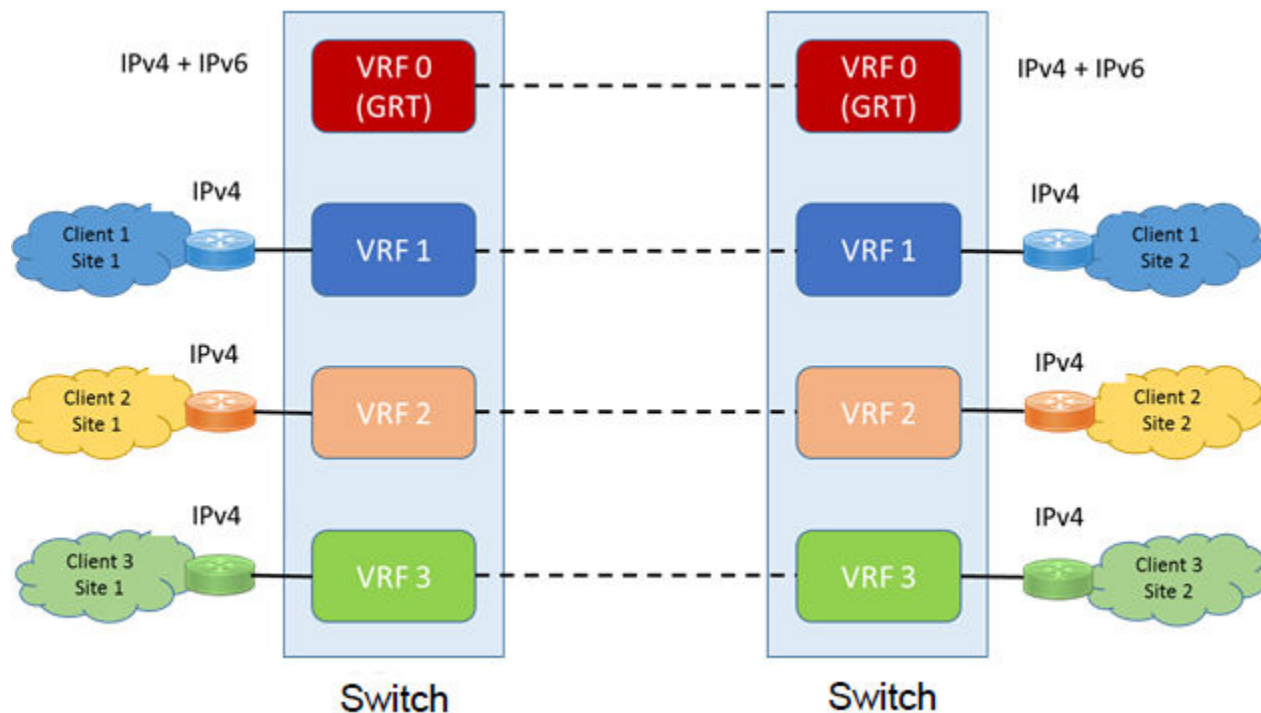 IPv4 + IPv6
VRF 0
(GRT)
VRF 0
(GRT)
IPv4 + IPv6
IPv4
Client 1
Site 1
VRF 1
VRF 1
IPv4
Client 1
Site 2
IPv4
Client 2
Site 1
VRF 2
VRF 2
IPv4
Client 2
Site 2
IPv4
Client 3
Site 1
VRF 3
VRF 3
IPv4
Client 3
Site 2
Switch
Switch